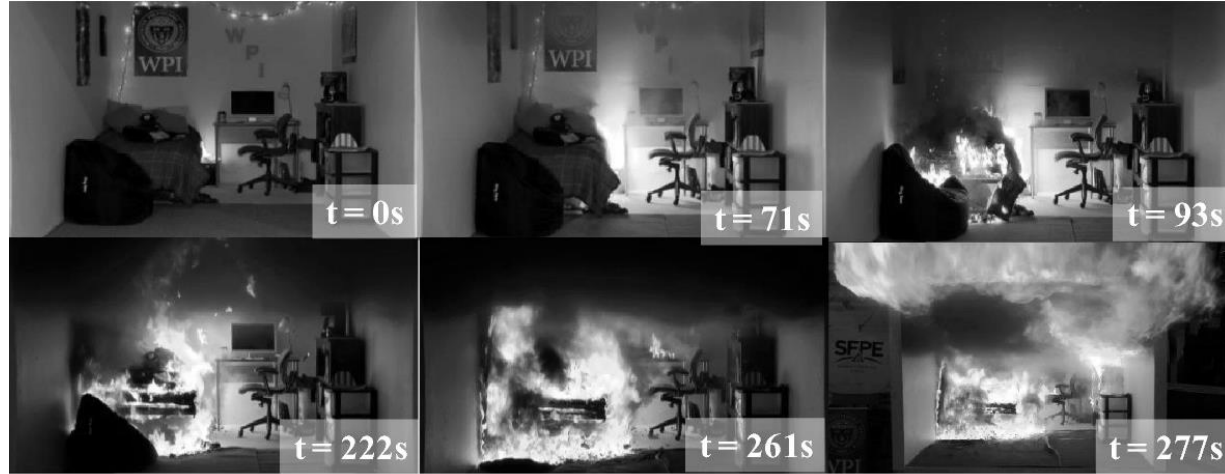 WPI
W
P
I
t = 0s
WPI
W
P
t = 71s
t = 93s
t = 222s
t = 261s
SFPE
WPI
t = 277s